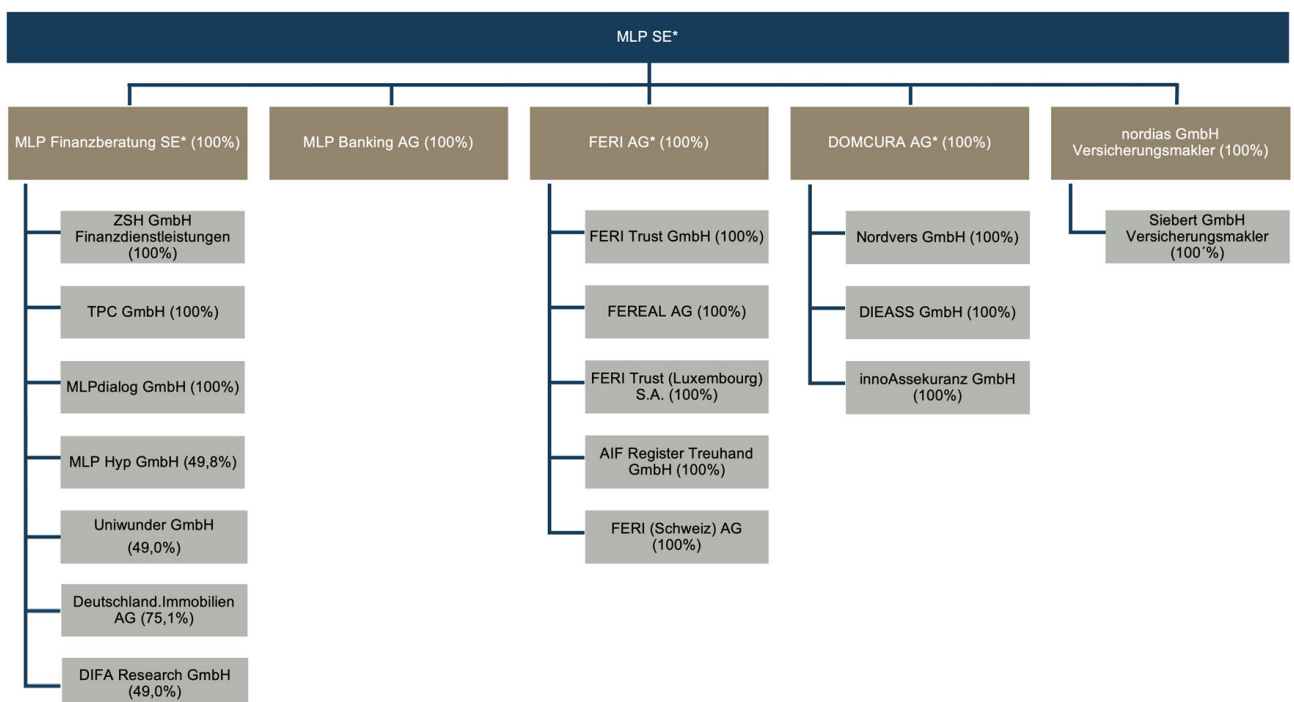 MLP SE*
MLP Finanzberatung SE* (100%)
MLP Banking AG (100%)
FERI AG* (100%)
DOMCURA AG* (100%)
nordias GmbH
Versicherungsmakler (100%)
ZSH GmbH
Finanzdienstleistungen
(100%)
TPC GmbH (100%)
MLPdialog GmbH (100%)
MLP Hyp GmbH (49,8%)
Uniwunder GmbH
(49,0%)
Deutschland.Immobilien
AG (75,1%)
DIFA Research GmbH
(49,0%)
FERI Trust GmbH (100%)
FEREAL AG (100%)
FERI Trust (Luxembourg)
S.A. (100%)
AIF Register Treuhand
GmbH (100%)
FERI (Schweiz) AG
(100%)
Nordvers GmbH (100%)
DIEASS GmbH (100%)
innoAssekuranz GmbH
(100%)
Siebert GmbH
Versicherungsmakler
(100´%)